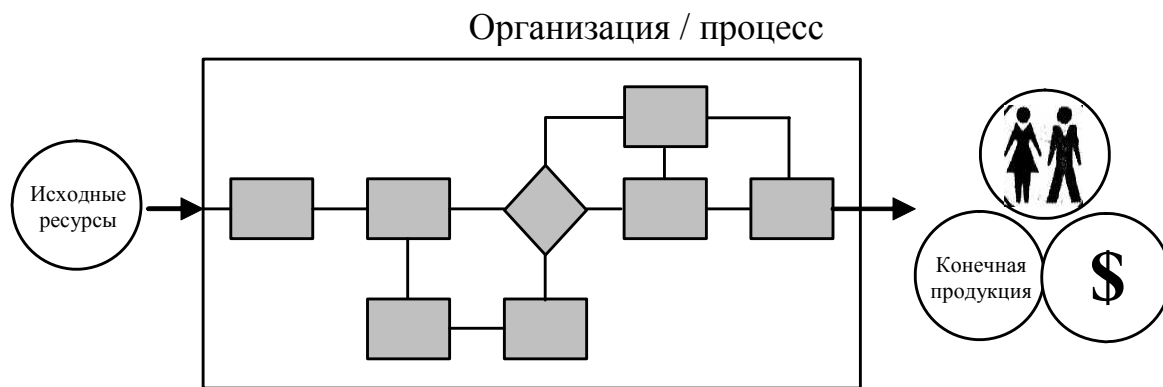 Организация / процесс
Исходные
ресурсы
Конечная
продукция
$